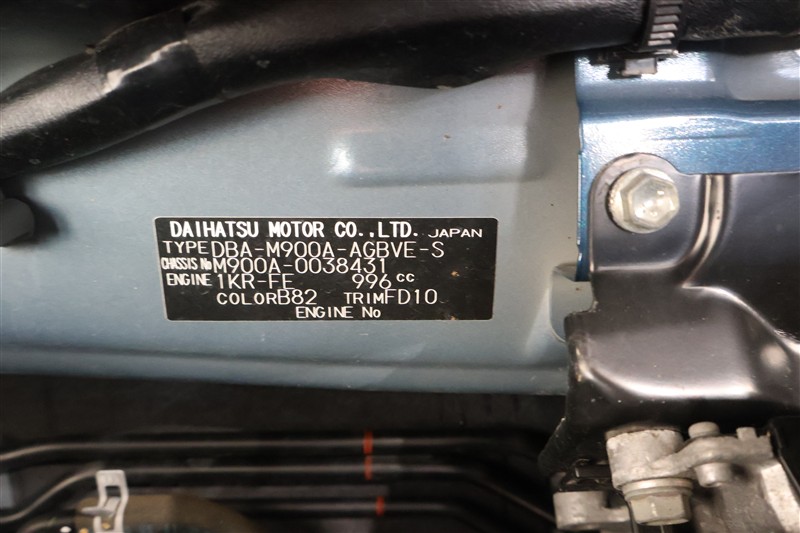 DAIHATSU MOTOR CO.,LTD. JAPAN
TYPE DBA-M900A-AGBVE-S
CHASSIS No M900A-0038431
ENGINE 1KR-FE 996 cc
COLOR B82 TRIM FD10
ENGINE No